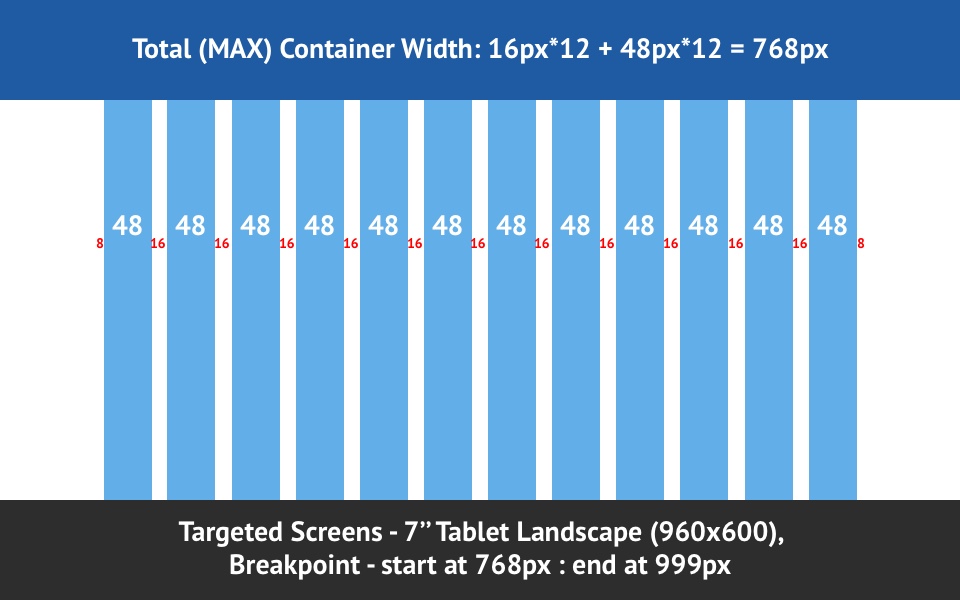 Total (MAX) Container Width: 16px*12 + 48px*12 = 768px
48 48 48 48 48 48 48 48 48 48 48 48
8 16 16 16 16 16 16 16 16 16 16 16 8
Targeted Screens - 7’’ Tablet Landscape (960x600),
Breakpoint - start at 768px : end at 999px